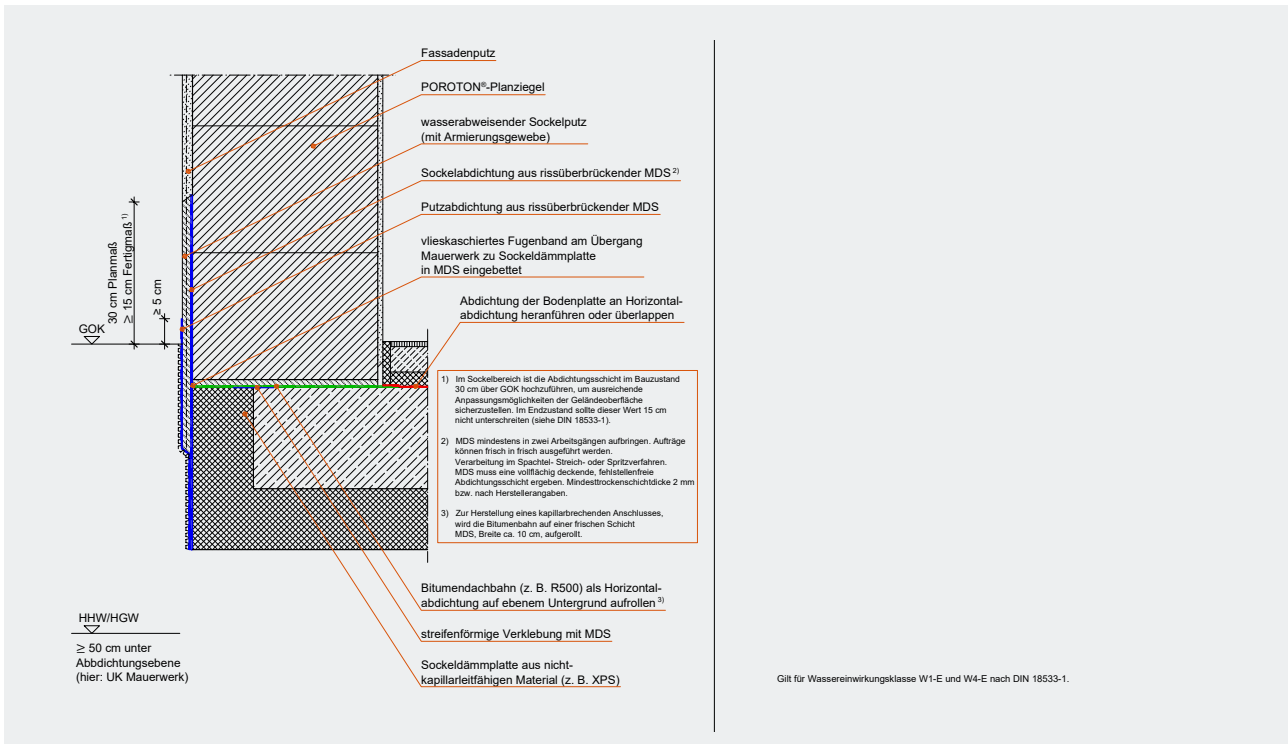 Fassadenputz
POROTON®-Planziegel
wasserabweisender Sockelputz
(mit Armierungsgewebe)
Sockelabdichtung aus rissüberbrückender MDS 2)
Putzabdichtung aus rissüberbrückender MDS
vlieskaschiertes Fugenband am Übergang
Mauerwerk zu Sockeldämmplatte
in MDS eingebettet
Abdichtung der Bodenplatte an Horizontal-
abdichtung heranführen oder überlappen
30 cm Planmaß
≥ 15 cm Fertigmaß 1)
≥ 5 cm
GOK
1) Im Sockelbereich ist die Abdichtungsschicht im Bauzustand
30 cm über GOK hochzuführen, um ausreichende
Anpassungsmöglichkeiten der Geländeoberfläche
sicherzustellen. Im Endzustand sollte dieser Wert 15 cm
nicht unterschreiten (siehe DIN 18533-1).
2) MDS mindestens in zwei Arbeitsgängen aufbringen. Aufträge
können frisch in frisch ausgeführt werden.
Verarbeitung im Spachtel- Streich- oder Spritzverfahren.
MDS muss eine vollflächig deckende, fehlstellenfreie
Abdichtungsschicht ergeben. Mindesttrockenschichtdicke 2 mm
bzw. nach Herstellerangaben.
3) Zur Herstellung eines kapillarbrechenden Anschlusses,
wird die Bitumenbahn auf einer frischen Schicht
MDS, Breite ca. 10 cm, aufgerollt.
Bitumendachbahn (z. B. R500) als Horizontal-
abdichtung auf ebenem Untergrund aufrollen 3)
streifenförmige Verklebung mit MDS
Sockeldämmplatte aus nicht-
kapillarleitfähigen Material (z. B. XPS)
HHW/HGW
≥ 50 cm unter
Abbdichtungsebene
(hier: UK Mauerwerk)
Gilt für Wassereinwirkungsklasse W1-E und W4-E nach DIN 18533-1.